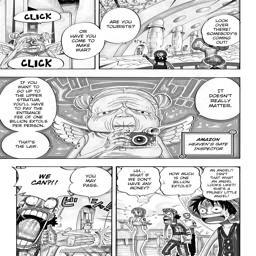 LOOK
OVER
THERE!
SOMEBODY'S
COMING
OUT!
ARE YOU
TOURISTS?
OR
HAVE YOU
COME TO
MAKE
WAR?
CLICK
CLICK
IT
DOESN'T
REALLY
MATTER.
IF YOU
WANT TO
GO UP TO
THE UPPER
STRATUM,
YOU'LL HAVE
TO PAY THE
ENTRANCE
FEE OF ONE
BILLION EXTOLS
PER PERSON.
THAT'S
THE LAW.
AMAZON
HEAVEN'S GATE
INSPECTOR
AN ANGEL!!
THAT
WHAT AN
ANGEL
LOOKS LIKE!!
SHE'S A
LITTLE
ANGEL!
HOW MUCH
IS ONE
BILLION
EXTOLS?
WHAT IF
WE DON'T
HAVE ANY
MONEY?
YOU MAY
PASS.
WE
CAN?!!